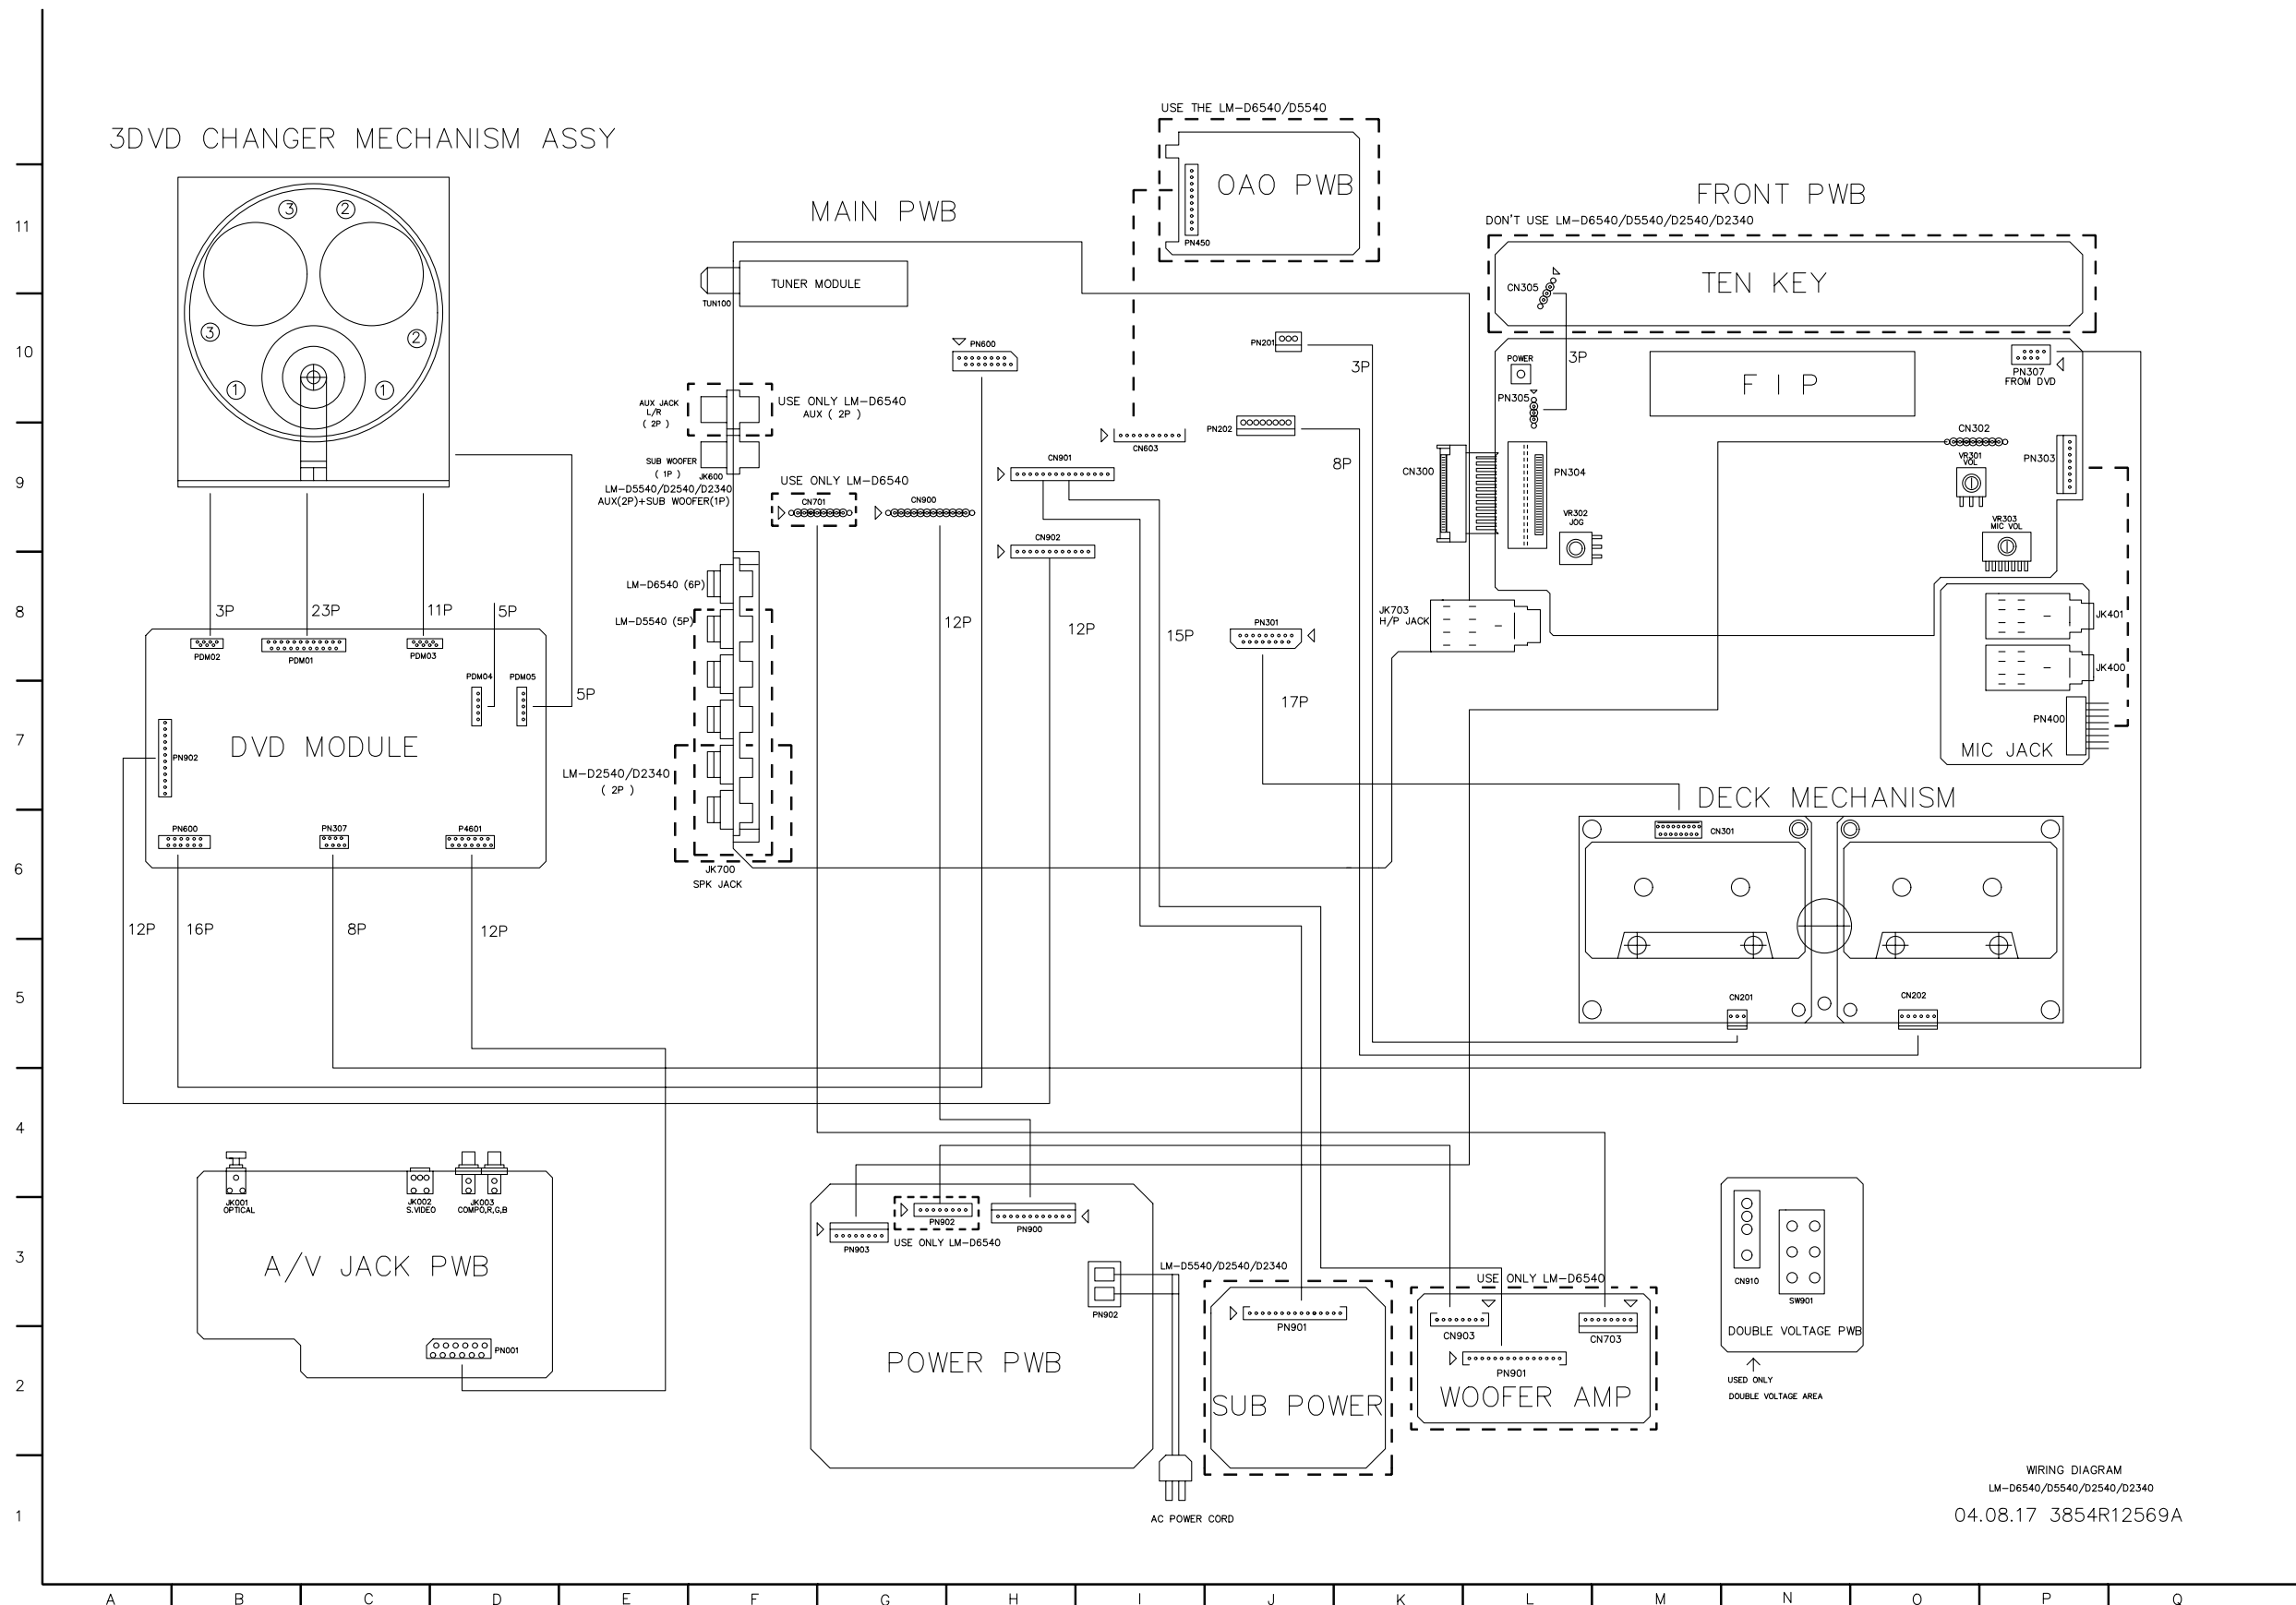 USE THE LM-D6540/D5540
3DVD CHANGER MECHANISM ASSY
OAO PWB
PN450
MAIN PWB
FRONT PWB
DON'T USE LM-D6540/D5540/D2540/D2340
11
3
2
3
2
1
1
TUNER MODULE
TUN100
CN305
TEN KEY
10
PN600
PN201
3P
POWER
3P
PN305
F I P
PN307
FROM DVD
AUX JACK
L/R
( 2P )
USE ONLY LM-D6540
AUX ( 2P )
SUB WOOFER
( 1P )
JK600
LM-D5540/D2540/D2340
AUX(2P)+SUB WOOFER(1P)
USE ONLY LM-D6540
CN701
CN900
CN901
CN603
PN202
8P
CN300
PN304
CN302
VR301
VOL
PN303
9
VR302
JOG
VR303
MIC VOL
CN902
LM-D6540 (6P)
LM-D5540 (5P)
8
3P
23P
11P
5P
12P
12P
15P
PN301
JK703
H/P JACK
JK401
JK400
PDM02
PDM01
PDM03
PDM04
PDM05
5P
17P
PN400
MIC JACK
7
PN902
DVD MODULE
LM-D2540/D2340
( 2P )
DECK MECHANISM
PN600
PN307
P4601
CN301
6
JK700
SPK JACK
12P
16P
8P
12P
5
CN201
CN202
4
JK001
OPTICAL
JK002
S.VIDEO
JK003
COMPO,R,G,B
PN903
PN902
USE ONLY LM-D6540
PN900
3
A/V JACK PWB
PN902
LM-D5540/D2540/D2340
USE ONLY LM-D6540
CN910
SW901
PN901
CN903
CN703
DOUBLE VOLTAGE PWB
PN001
POWER PWB
PN901
2
SUB POWER
WOOFER AMP
USED ONLY
DOUBLE VOLTAGE AREA
WIRING DIAGRAM
LM-D6540/D5540/D2540/D2340
1
AC POWER CORD
04.08.17 3854R12569A
A B C D E F G H I J K L M N O P Q